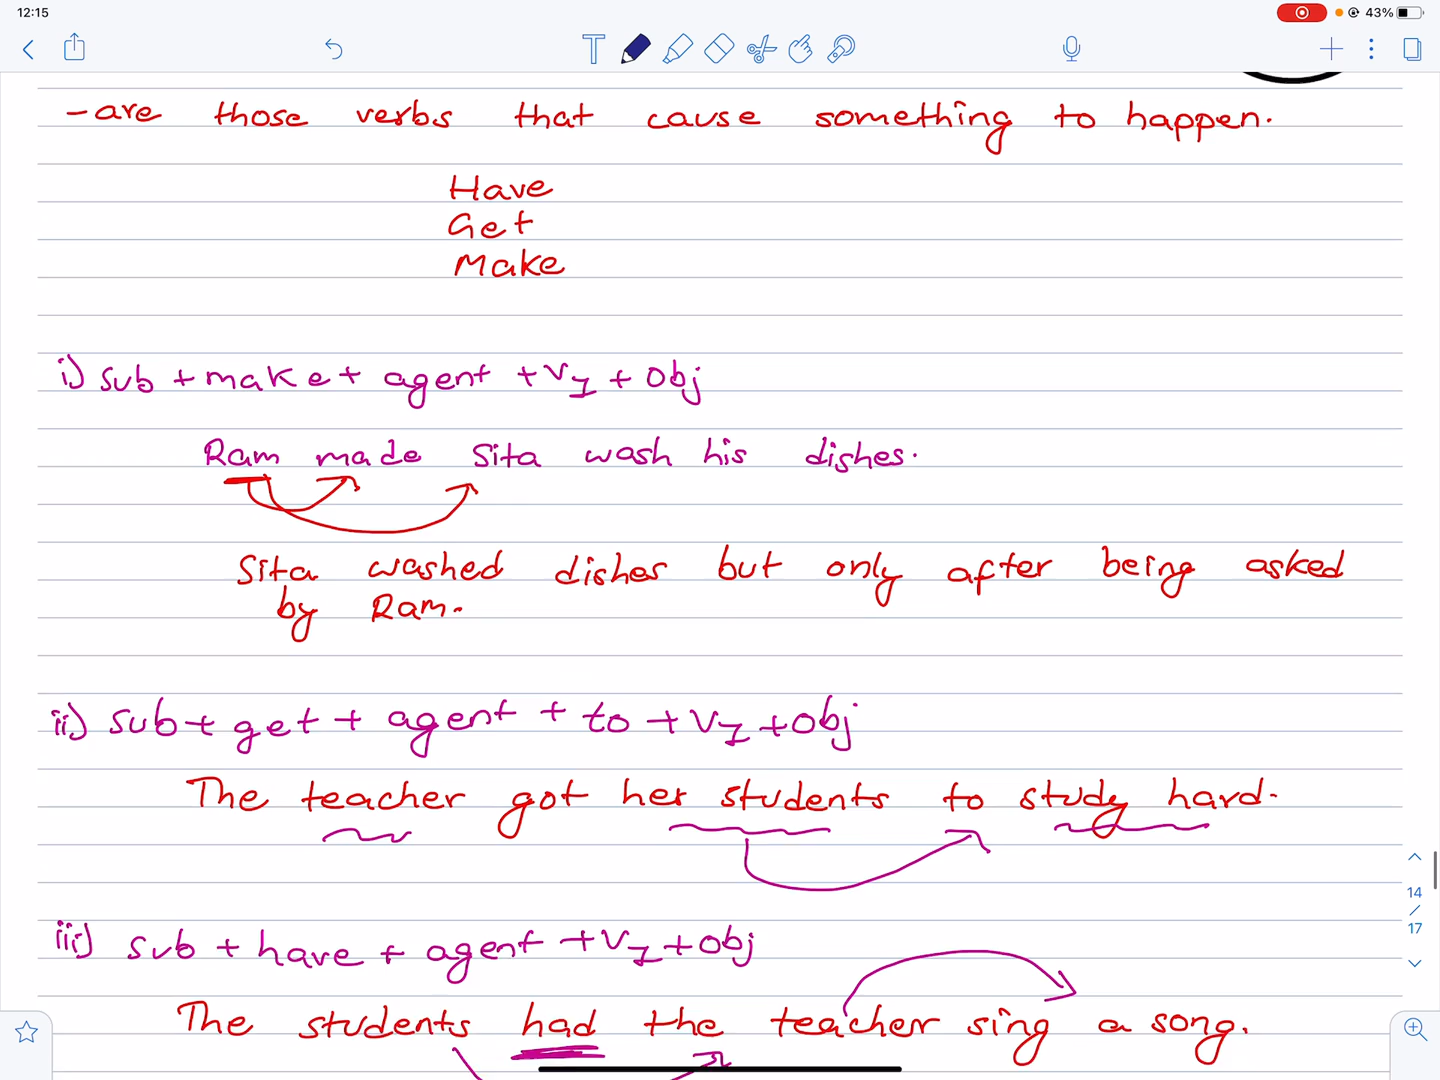 12:15
43%
-are those verbs that cause something to happen.
Have
Get
Make
i) sub + make + agent + V1 + obj
Ram made Sita wash his dishes.
Sita washed dishes but only after being asked
by Ram.
ii) sub + get + agent + to + V1 + obj
The teacher got her students to study hard.
14
/
17
iii) sub + have + agent + V1 + obj
The students had the teacher sing a song.